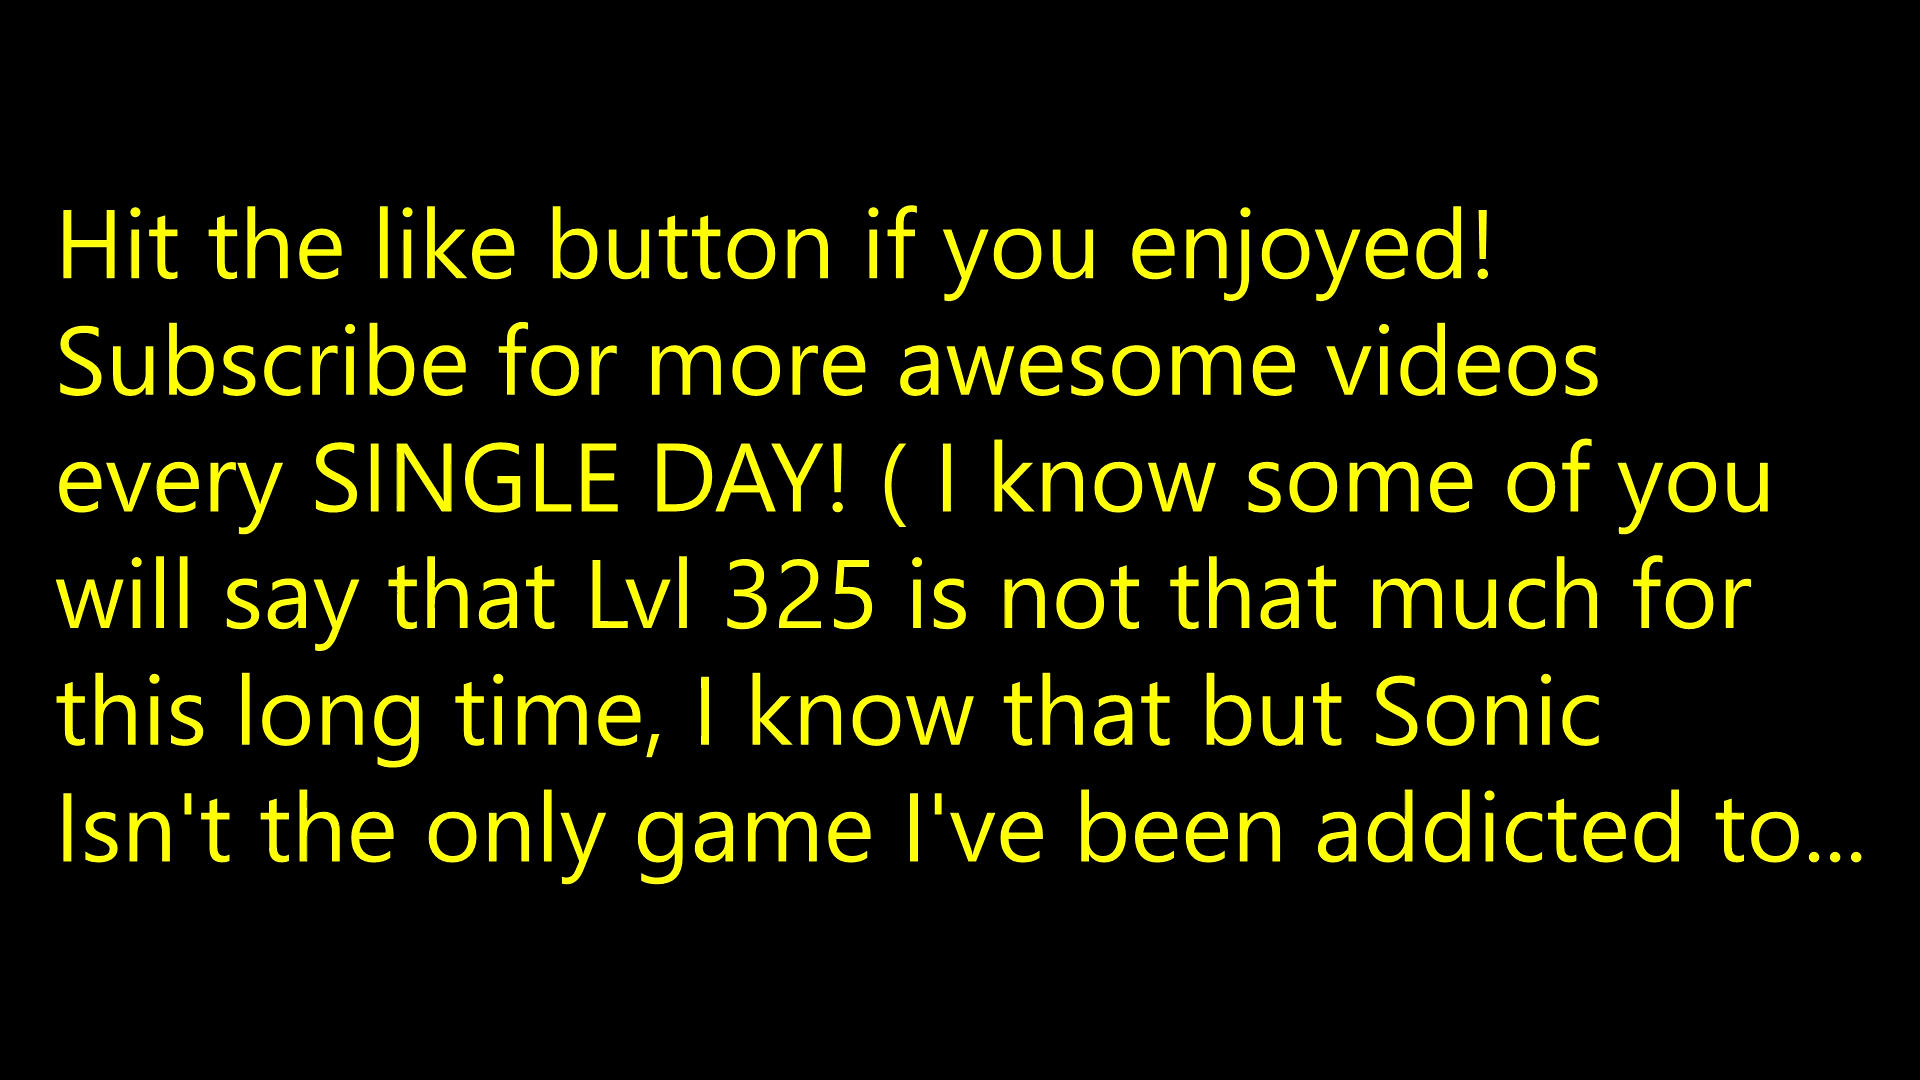 Hit the like button if you enjoyed!
Subscribe for more awesome videos
every SINGLE DAY! ( I know some of you
will say that Lvl 325 is not that much for
this long time, I know that but Sonic
Isn't the only game I've been addicted to...